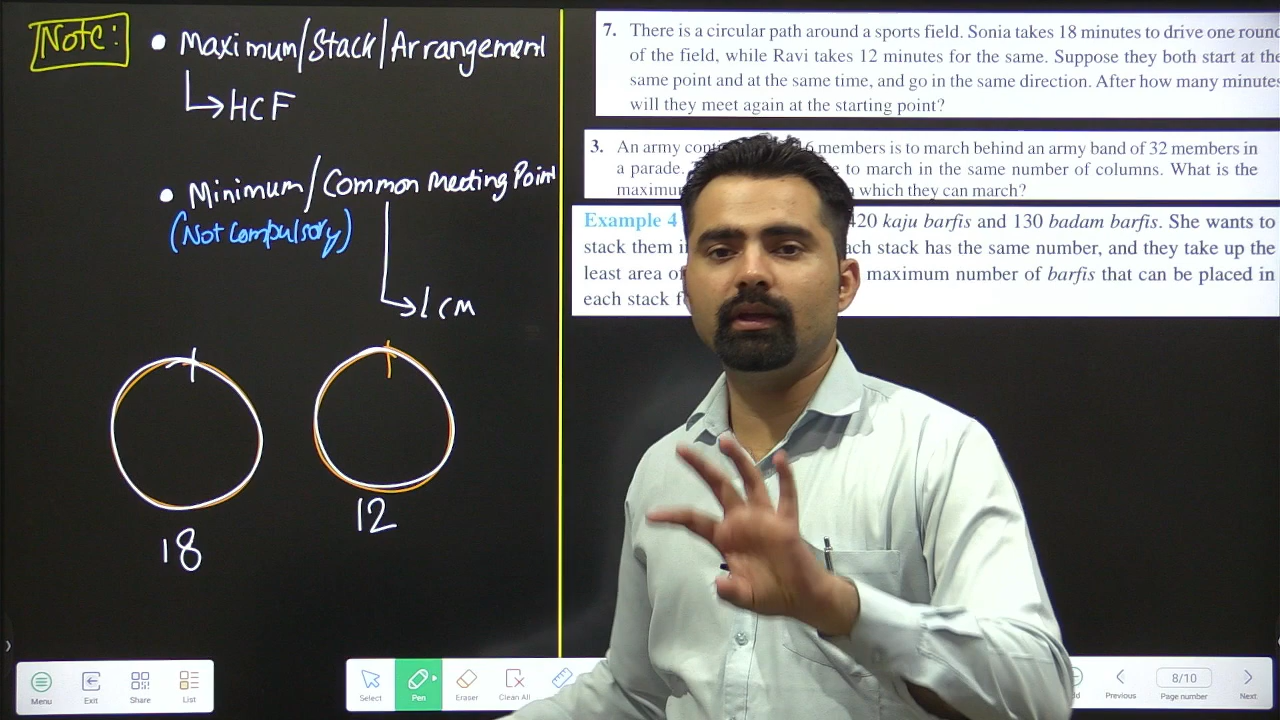 Note:
• Maximum/Stack/Arrangement
HCF
• Minimum/Common Meeting Point
(Not compulsory)
LCM
18
12
7. There is a circular path around a sports field. Sonia takes 18 minutes to drive one round
of the field, while Ravi takes 12 minutes for the same. Suppose they both start at the
same point and at the same time, and go in the same direction. After how many minutes
will they meet again at the starting point?
3. An army 6 members is to march behind an army band of 32 members in
a parade. to march in the same number of columns. What is the
which they can march?
Example 4 420 kaju barfis and 130 badam barfis. She wants to
stack them each stack has the same number, and they take up the
least area of maximum number of barfis that can be placed in
each stack
Menu
Exit
Share
List
Select
Pen
Eraser
Clean All
Previous
8/10
Page number
Next